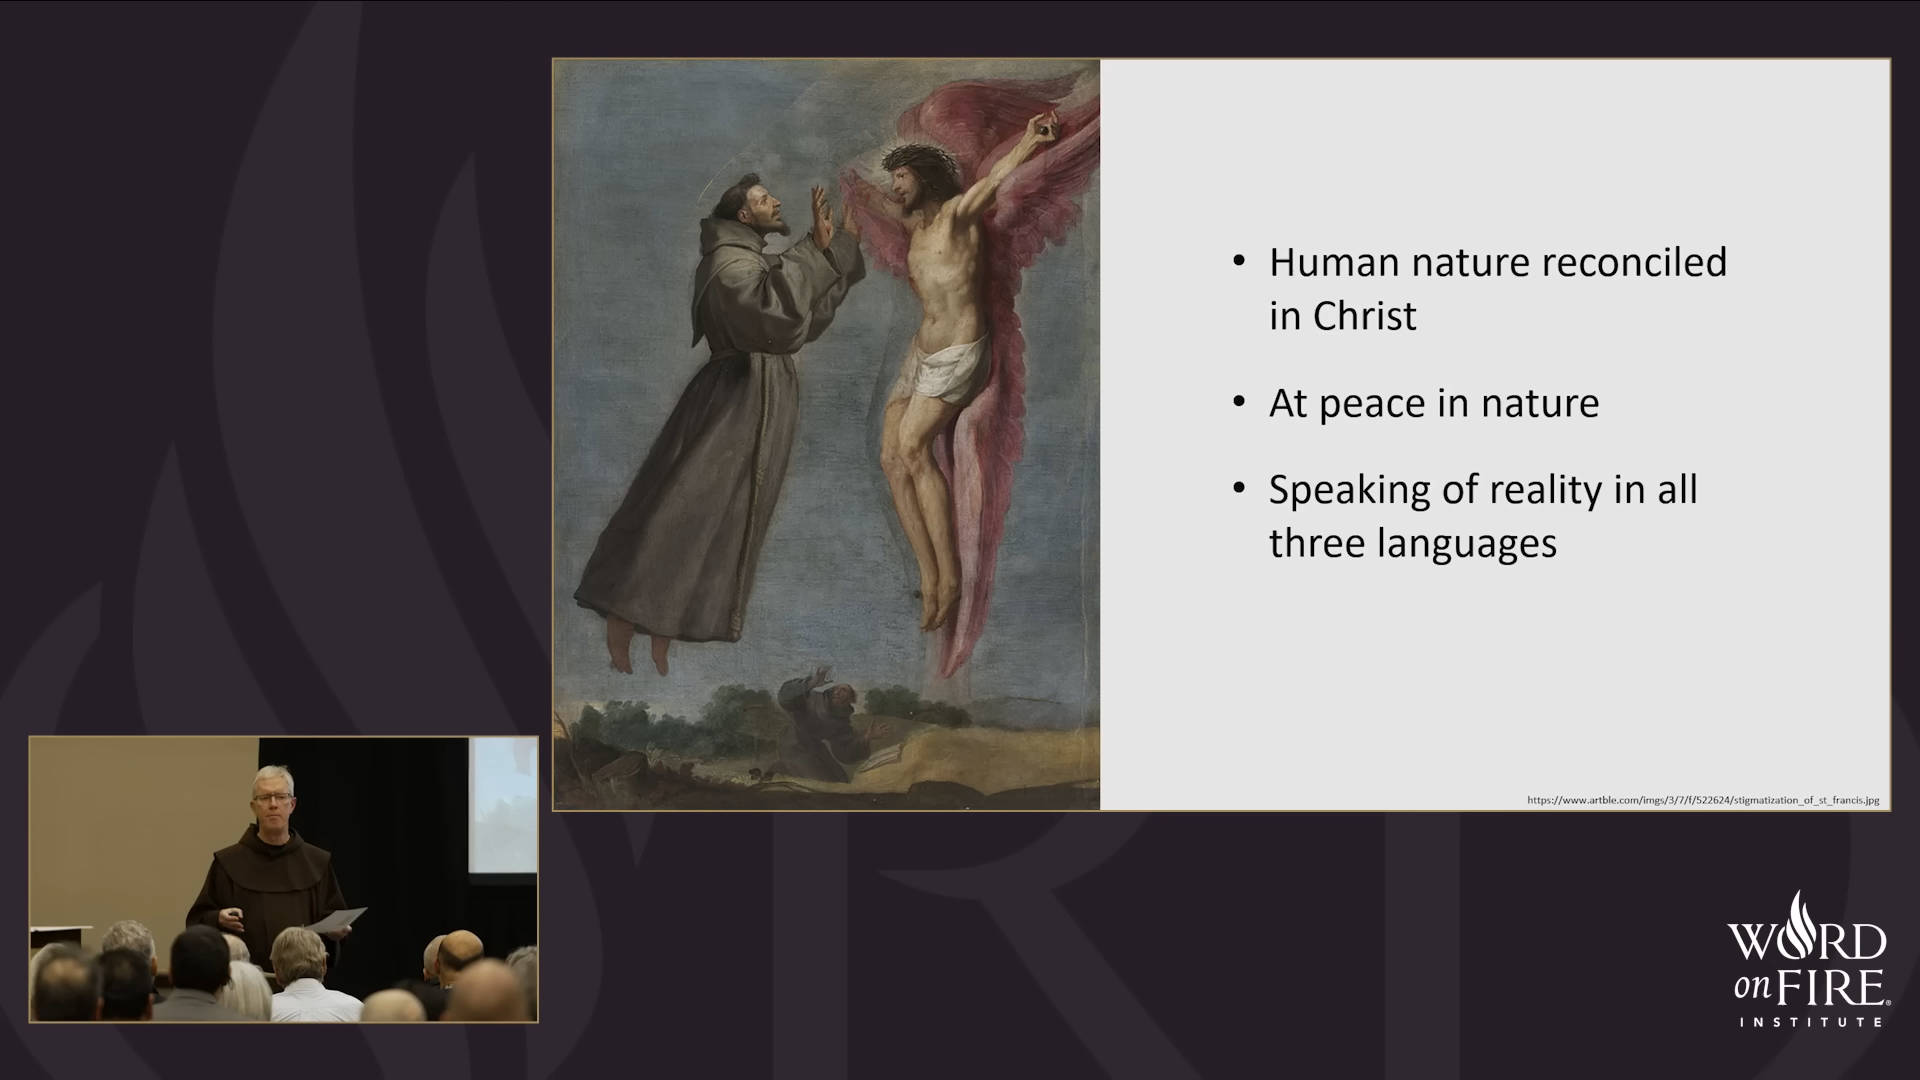 • Human nature reconciled
in Christ
• At peace in nature
• Speaking of reality in all
three languages
https://www.artble.com/imgs/3/7/f/522624/stigmatization_of_st_francis.jpg
WORD
on FIRE®
INSTITUTE